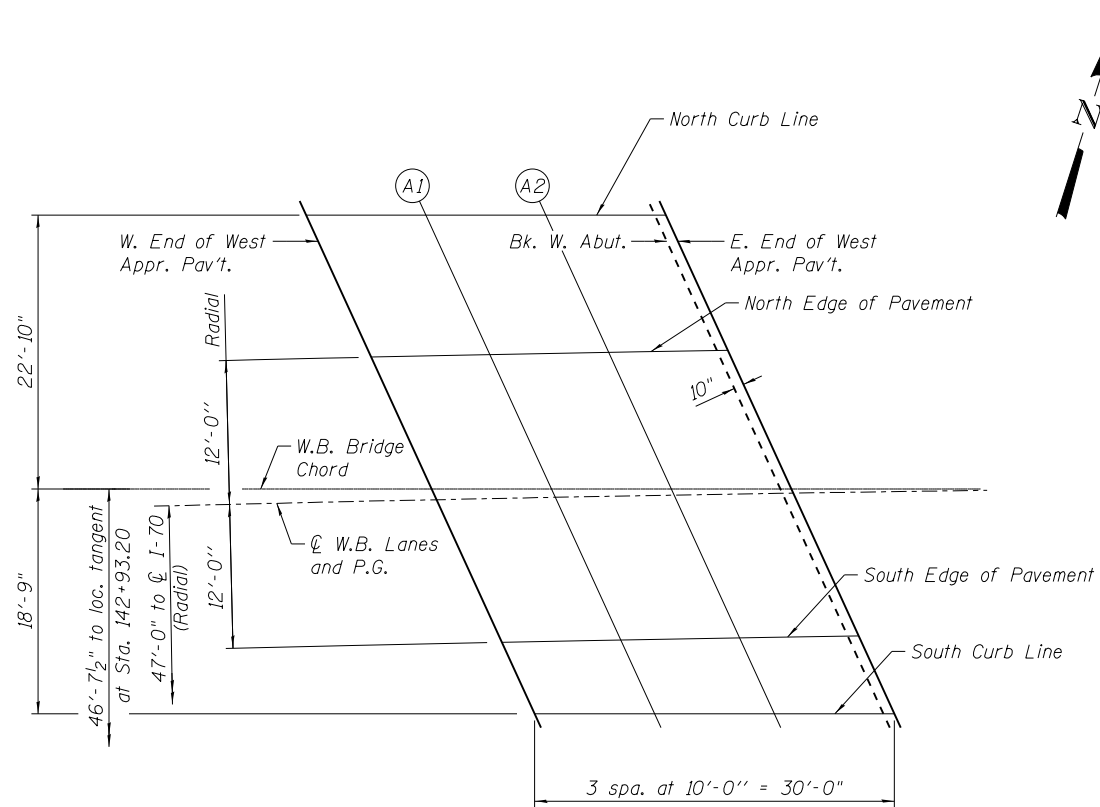 N
North Curb Line
A1
A2
W. End of West
Appr. Pav't.
Bk. W. Abut.
E. End of West
Appr. Pav't.
Radial
North Edge of Pavement
22'-10"
10"
12'-0''
W.B. Bridge
Chord
℄ W.B. Lanes
and P.G.
46'-7½" to loc. tangent
at Sta. 142+93.20
47'-0" to ℄ I-70
(Radial)
12'-0''
18'-9"
South Edge of Pavement
South Curb Line
3 spa. at 10'-0'' = 30'-0"